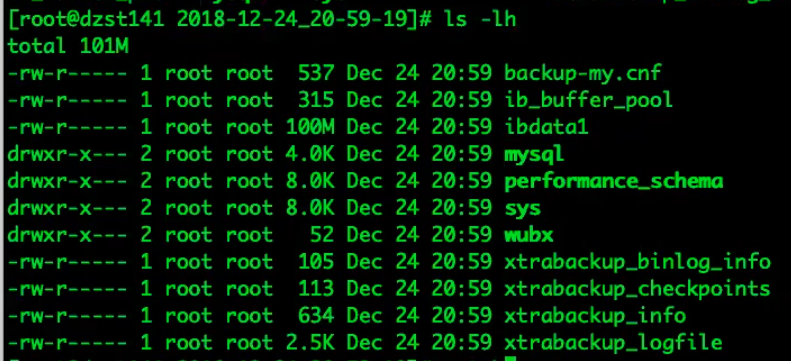 [root@dzst141 2018-12-24_20-59-19]# ls -lh
total 101M
-rw-r----- 1 root root  537 Dec 24 20:59 backup-my.cnf
-rw-r----- 1 root root  315 Dec 24 20:59 ib_buffer_pool
-rw-r----- 1 root root 100M Dec 24 20:59 ibdata1
drwxr-x--- 2 root root 4.0K Dec 24 20:59 mysql
drwxr-x--- 2 root root 8.0K Dec 24 20:59 performance_schema
drwxr-x--- 2 root root 8.0K Dec 24 20:59 sys
drwxr-x--- 2 root root   52 Dec 24 20:59 wubx
-rw-r----- 1 root root  105 Dec 24 20:59 xtrabackup_binlog_info
-rw-r----- 1 root root  113 Dec 24 20:59 xtrabackup_checkpoints
-rw-r----- 1 root root  634 Dec 24 20:59 xtrabackup_info
-rw-r----- 1 root root 2.5K Dec 24 20:59 xtrabackup_logfile